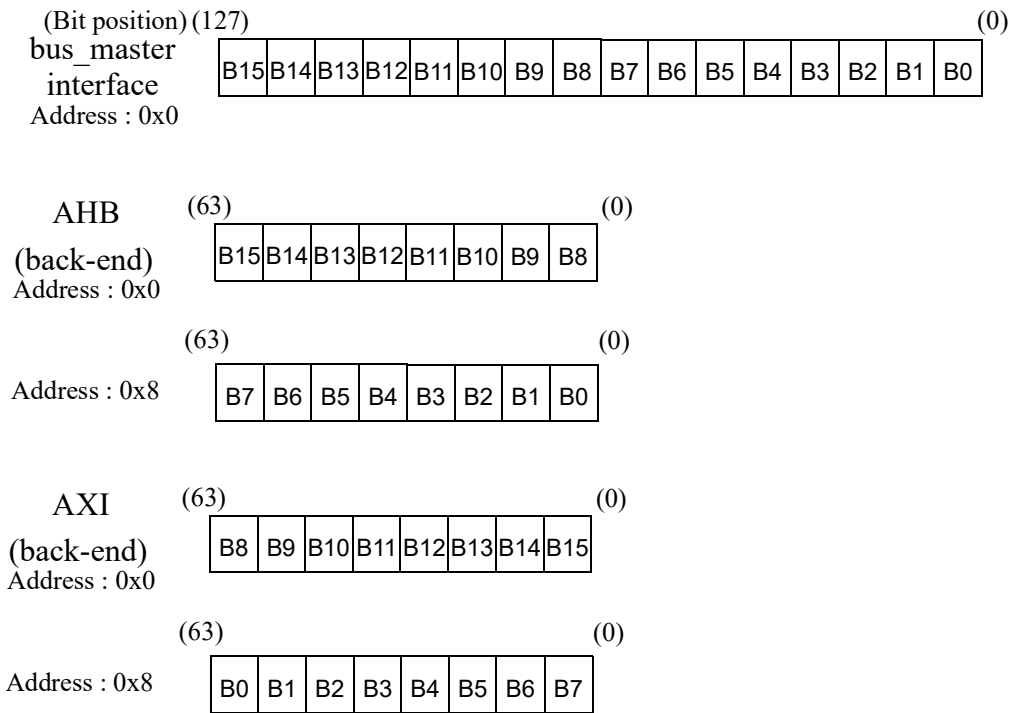 (Bit position) (127) (0)
bus_master
interface
Address : 0x0
B15 B14 B13 B12 B11 B10 B9 B8 B7 B6 B5 B4 B3 B2 B1 B0
AHB
(back-end)
Address : 0x0
(63) (0)
B15 B14 B13 B12 B11 B10 B9 B8
(63) (0)
Address : 0x8
B7 B6 B5 B4 B3 B2 B1 B0
AXI
(back-end)
Address : 0x0
(63) (0)
B8 B9 B10 B11 B12 B13 B14 B15
(63) (0)
Address : 0x8
B0 B1 B2 B3 B4 B5 B6 B7